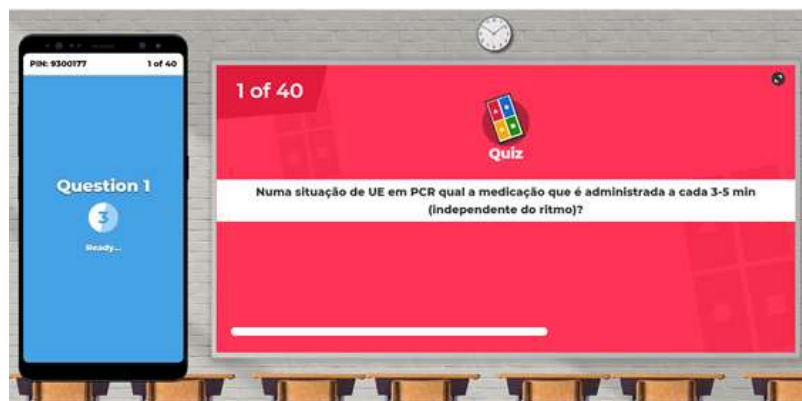 PIN: 9300177 1 of 40
Question 1
3
Ready...
1 of 40
Quiz
Numa situação de UE em PCR qual a medicação que é administrada a cada 3-5 min
(independente do ritmo)?